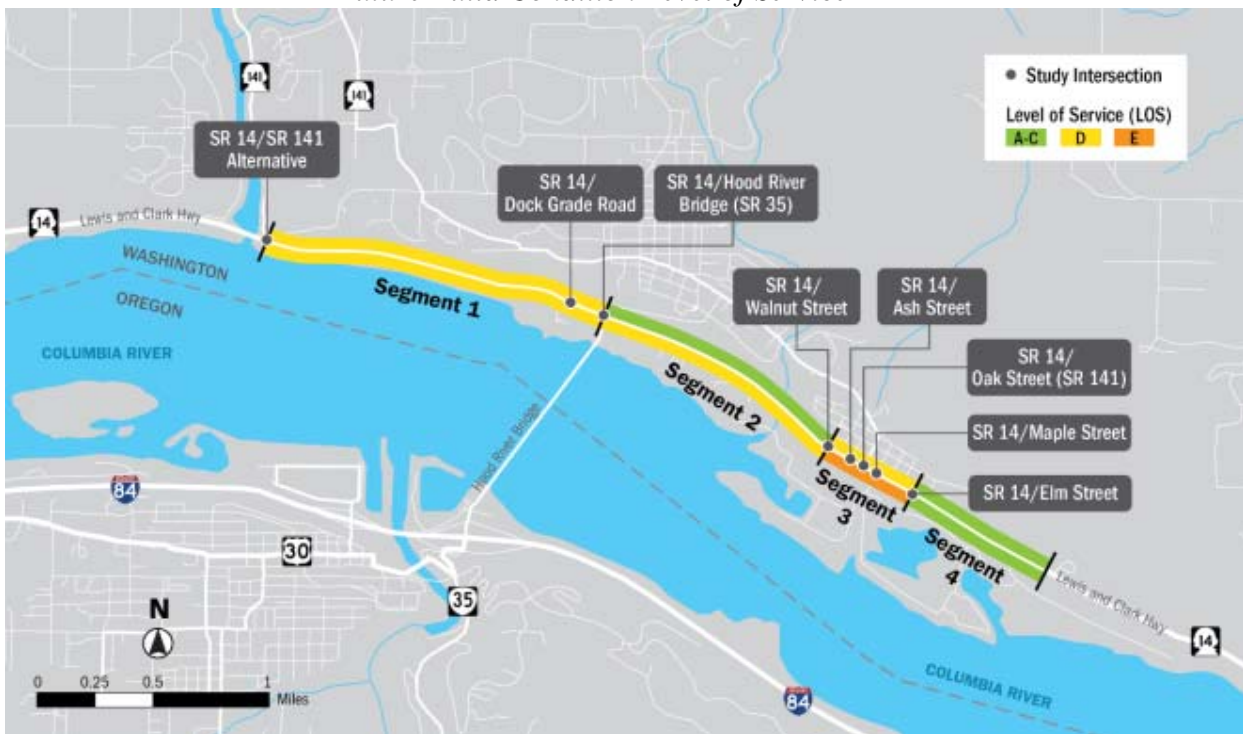 Level of Service
141
141
Study Intersection
Level of Service (LOS)
A-C
D
E
SR 14/SR 141
Alternative
SR 14/
Dock Grade Road
SR 14/Hood River
Bridge (SR 35)
14
Lewis and Clark Hwy
WASHINGTON
OREGON
COLUMBIA RIVER
Segment 1
SR 14/
Walnut Street
SR 14/
Ash Street
SR 14/
Oak Street (SR 141)
SR 14/Maple Street
SR 14/Elm Street
Segment 2
Segment
3
Segment
4
Hood River Bridge
84
30
35
Lewis and Clark Hwy
14
N
0 0.25 0.5 1
Miles
COLUMBIA RIVER
84